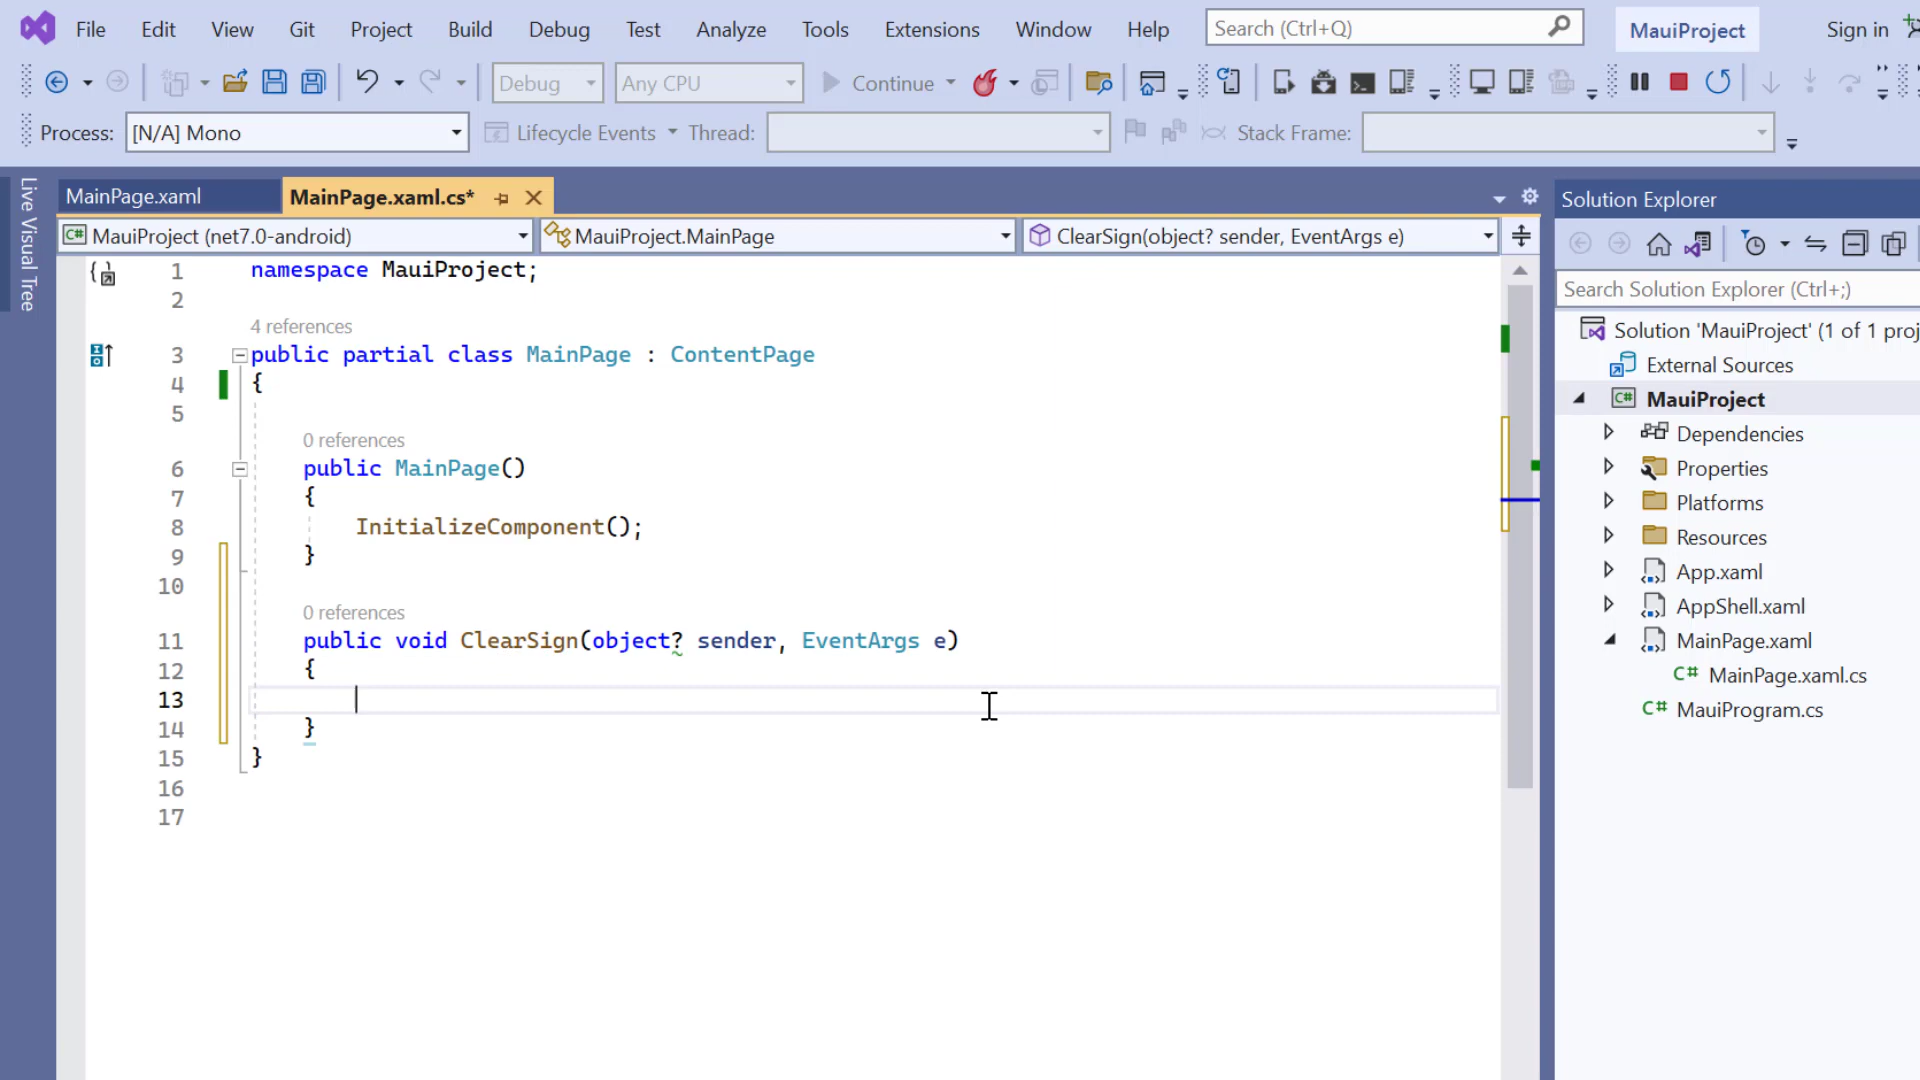 File Edit View Git Project Build Debug Test Analyze Tools Extensions Window Help Search (Ctrl+Q) MauiProject Sign in
Debug Any CPU Continue
Process: [N/A] Mono Lifecycle Events Thread: Stack Frame:
Live Visual Tree
MainPage.xaml MainPage.xaml.cs*
MauiProject (net7.0-android) MauiProject.MainPage ClearSign(object? sender, EventArgs e)
1 namespace MauiProject;
2
4 references
3 public partial class MainPage : ContentPage
4 {
5
0 references
6 public MainPage()
7 {
8 InitializeComponent();
9 }
10
0 references
11 public void ClearSign(object? sender, EventArgs e)
12 {
13
14 }
15 }
16
17
Solution Explorer
Search Solution Explorer (Ctrl+;)
Solution 'MauiProject' (1 of 1 proj
External Sources
C# MauiProject
Dependencies
Properties
Platforms
Resources
App.xaml
AppShell.xaml
MainPage.xaml
C# MainPage.xaml.cs
C# MauiProgram.cs